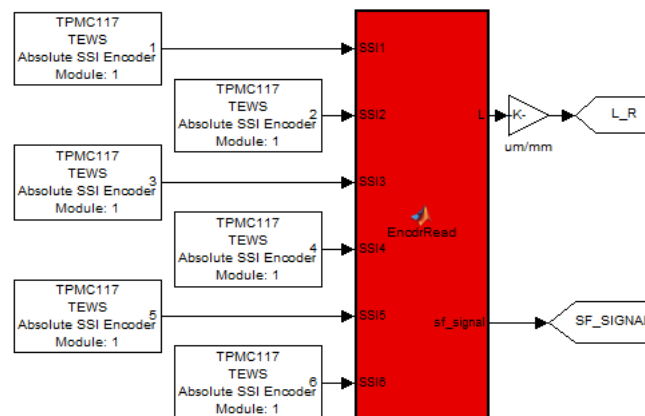 TPMC117
TEWS
Absolute SSI Encoder
Module: 1
1
SSI1
TPMC117
TEWS
Absolute SSI Encoder
Module: 1
2
SSI2
L
K-
L_R
um/mm
TPMC117
TEWS
Absolute SSI Encoder
Module: 1
3
SSI3
EncdrRead
TPMC117
TEWS
Absolute SSI Encoder
Module: 1
4
SSI4
TPMC117
TEWS
Absolute SSI Encoder
Module: 1
5
SSI5
sf_signal
SF_SIGNAL
TPMC117
TEWS
Absolute SSI Encoder
Module: 1
6
SSI6